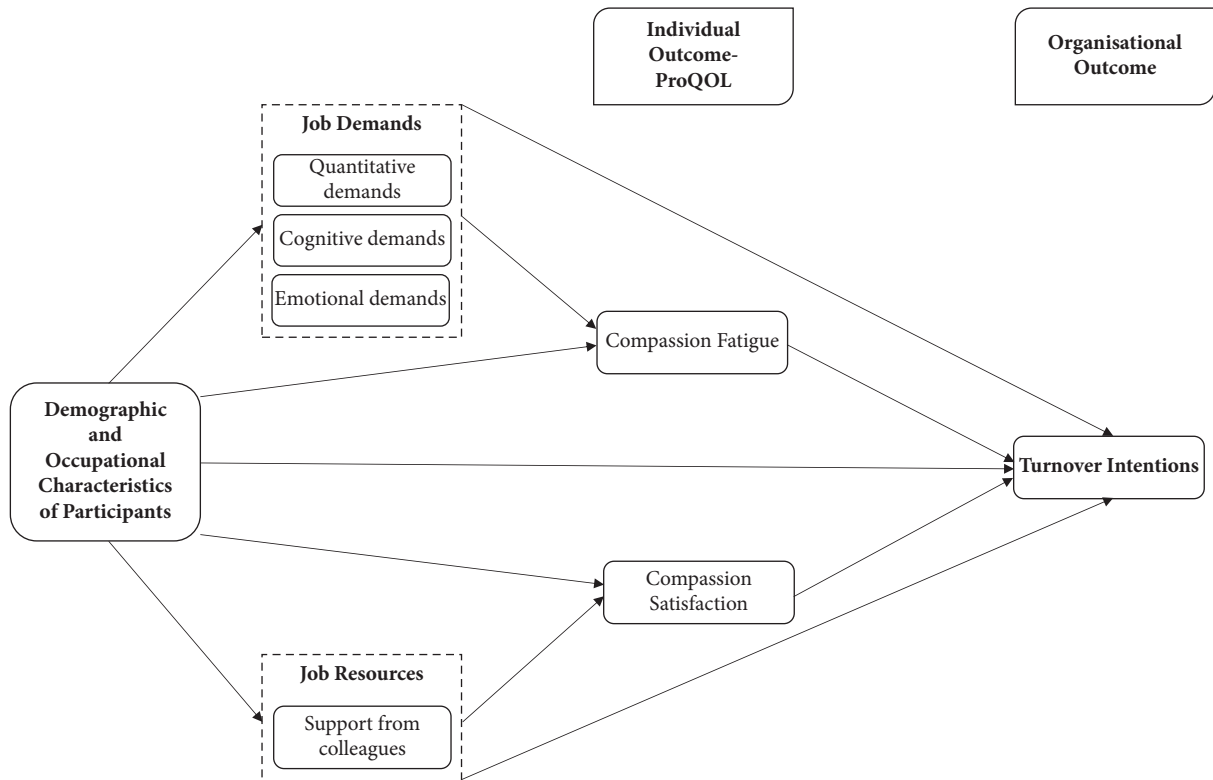 Individual
Outcome-
ProQOL
Organisational
Outcome
Job Demands
Quantitative
demands
Cognitive demands
Emotional demands
Compassion Fatigue
Demographic
and
Occupational
Characteristics
of Participants
Turnover Intentions
Compassion
Satisfaction
Job Resources
Support from
colleagues